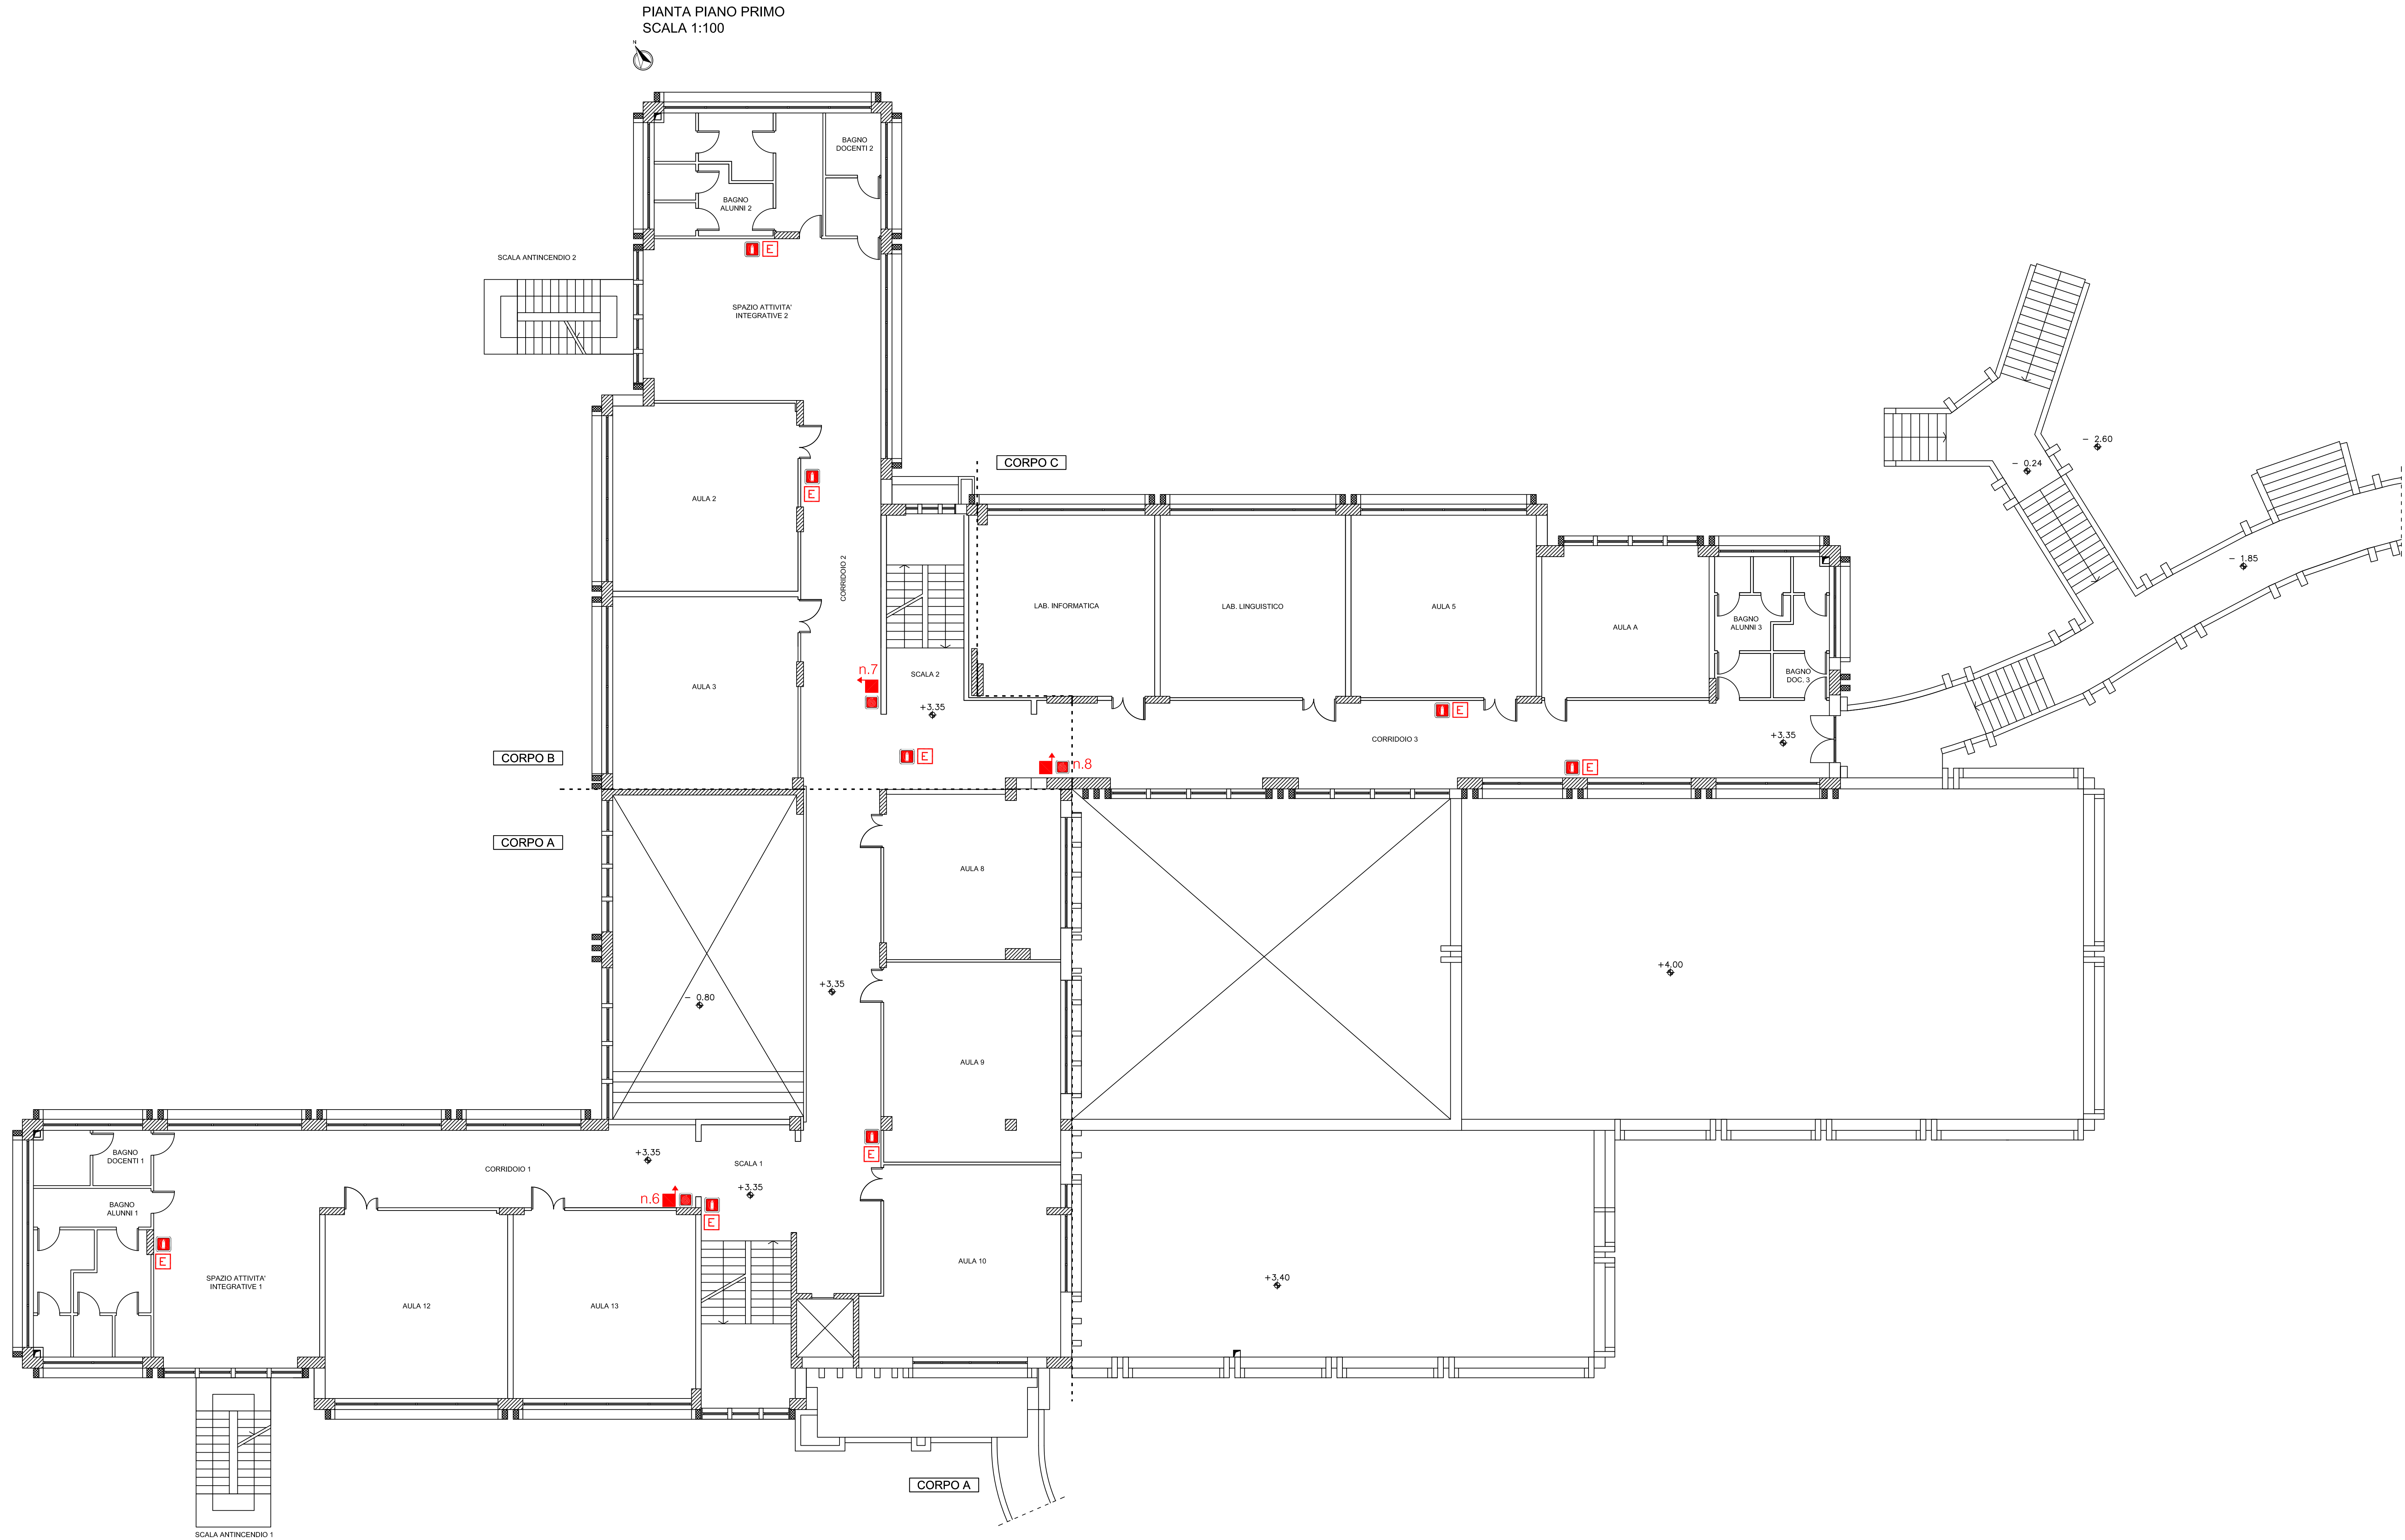 PIANTA PIANO PRIMO
SCALA 1:100
N
BAGNO
DOCENTI 2
BAGNO
ALUNNI 2
E
SCALA ANTINCENDIO 2
SPAZIO ATTIVITA'
INTEGRATIVE 2
- 2.60
CORPO C
- 0.24
E
AULA 2
- 1.85
CORRIDOIO 2
LAB. INFORMATICA
LAB. LINGUISTICO
AULA 5
AULA A
BAGNO
ALUNNI 3
n.7
SCALA 2
BAGNO
DOC. 3
AULA 3
+3.35
E
CORRIDOIO 3
+3.35
CORPO B
E
n.8
E
CORPO A
AULA 8
+4.00
+3.35
- 0.80
AULA 9
BAGNO
DOCENTI 1
+3.35
E
CORRIDOIO 1
SCALA 1
+3.35
n.6
BAGNO
ALUNNI 1
E
E
AULA 10
SPAZIO ATTIVITA'
INTEGRATIVE 1
+3.40
AULA 12
AULA 13
CORPO A
SCALA ANTINCENDIO 1